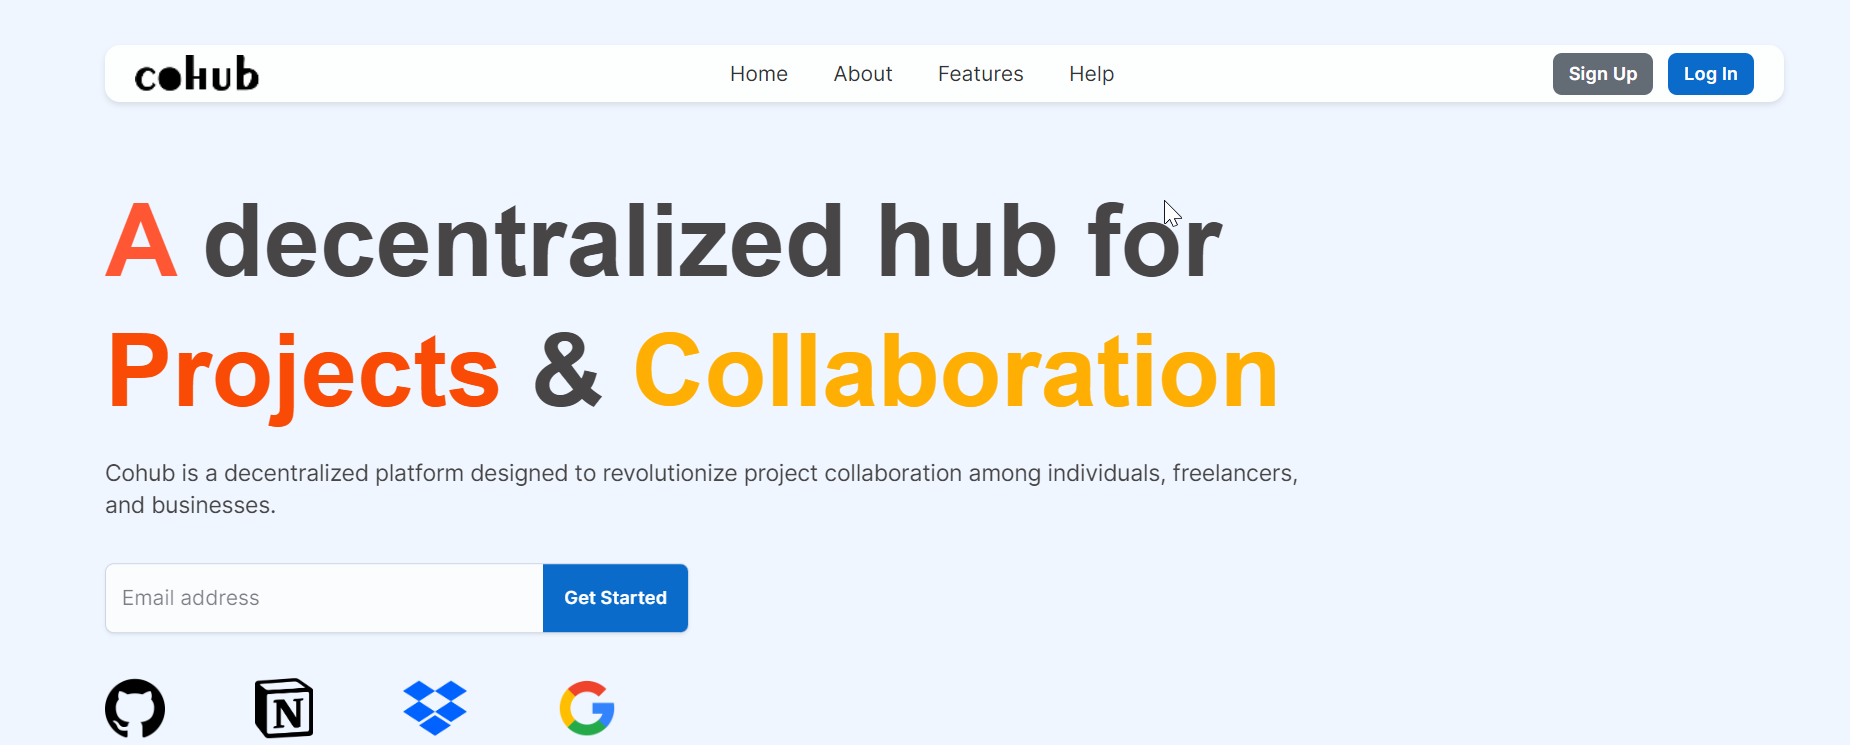 cohub
Home About Features Help
Sign Up Log In
A decentralized hub for
Projects & Collaboration
Cohub is a decentralized platform designed to revolutionize project collaboration among individuals, freelancers,
and businesses.
Email address Get Started
N